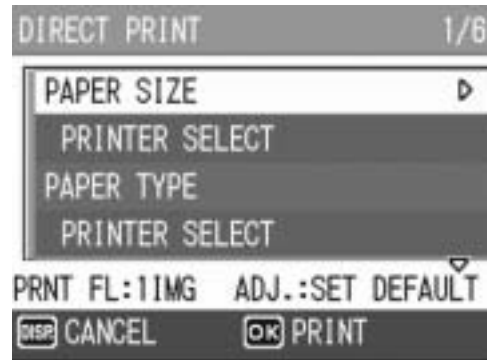 DIRECT PRINT 1/6
PAPER SIZE
PRINTER SELECT
PAPER TYPE
PRINTER SELECT
PRNT FL:1IMG ADJ.:SET DEFAULT
DISP. CANCEL OK PRINT